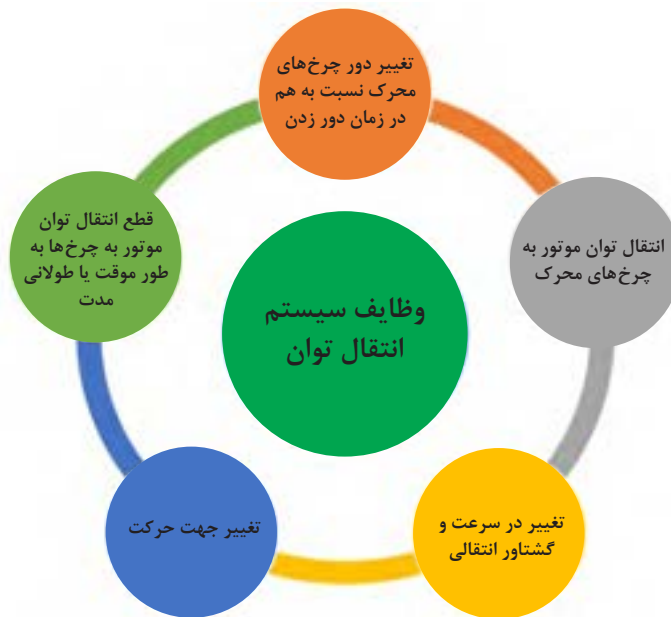 تغییر دور چرخ‌های
محرک نسبت به هم
در زمان دور زدن
انتقال توان موتور به
چرخ‌های محرک
تغییر در سرعت و
گشتاور انتقالی
تغییر جهت حرکت
قطع انتقال توان
موتور به چرخ‌ها به
طور موقت یا طولانی
مدت
وظایف سیستم
انتقال توان